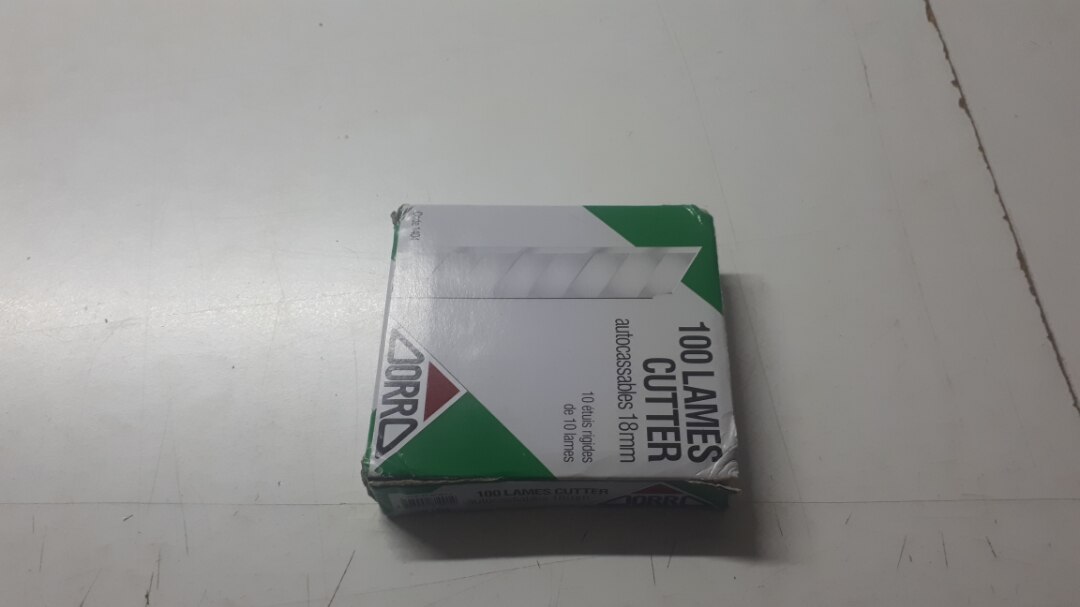 100 LAMES
CUTTER
autocassables 18mm
10 étuis rigides
de 10 lames
DORRO
100 LAMES CUTTER
DORRO